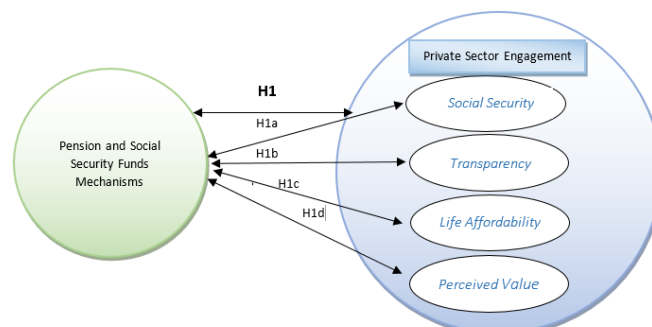 Private Sector Engagement
H1
Social Security
H1a
Pension and Social
Security Funds
Mechanisms
H1b
Transparency
H1c
H1d
Life Affordability
Perceived Value